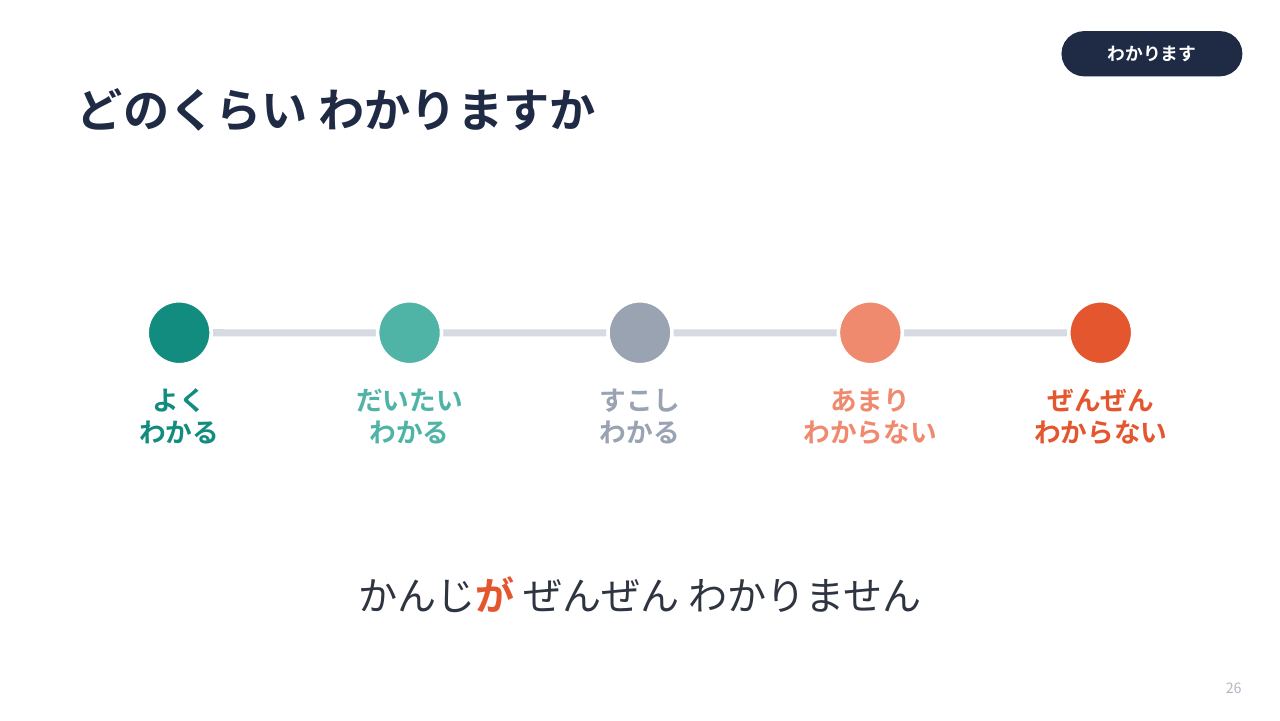 わかります
どのくらい わかりますか
よく
わかる
だいたい
わかる
すこし
わかる
あまり
わからない
ぜんぜん
わからない
かんじが ぜんぜん わかりません
26